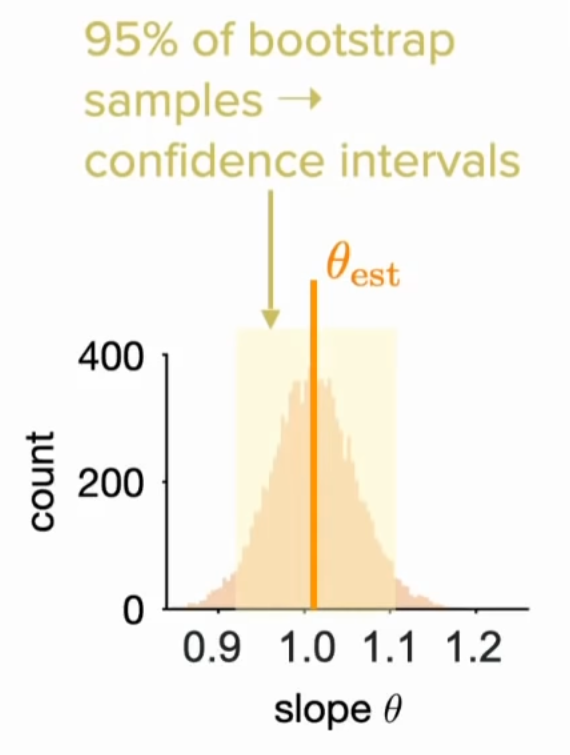 95% of bootstrap
samples →
confidence intervals
θest
400
200
0
count
0.9 1.0 1.1 1.2
slope θ